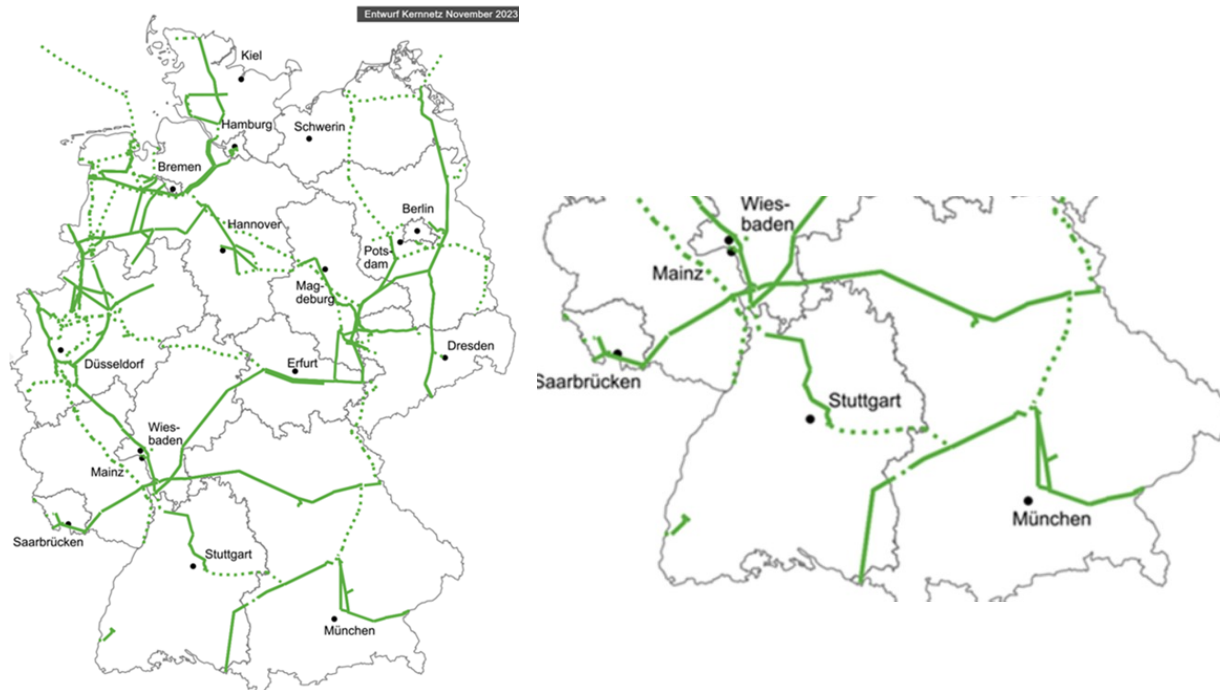 Entwurf Kernnetz November 2023
Kiel
Hamburg
Schwerin
Bremen
Berlin
Hannover
Pots-
dam
Mag-
deburg
Düsseldorf
Erfurt
Dresden
Wies-
baden
Mainz
Saarbrücken
Stuttgart
München
Wies-
baden
Mainz
Saarbrücken
Stuttgart
München